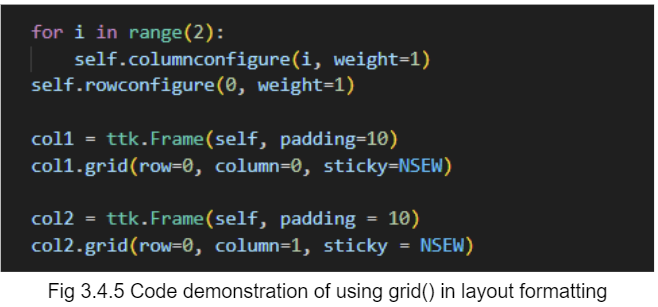 for i in range(2):
    self.columnconfigure(i, weight=1)
self.rowconfigure(0, weight=1)

col1 = ttk.Frame(self, padding=10)
col1.grid(row=0, column=0, sticky=NSEW)

col2 = ttk.Frame(self, padding = 10)
col2.grid(row=0, column=1, sticky = NSEW)

Fig 3.4.5 Code demonstration of using grid() in layout formatting